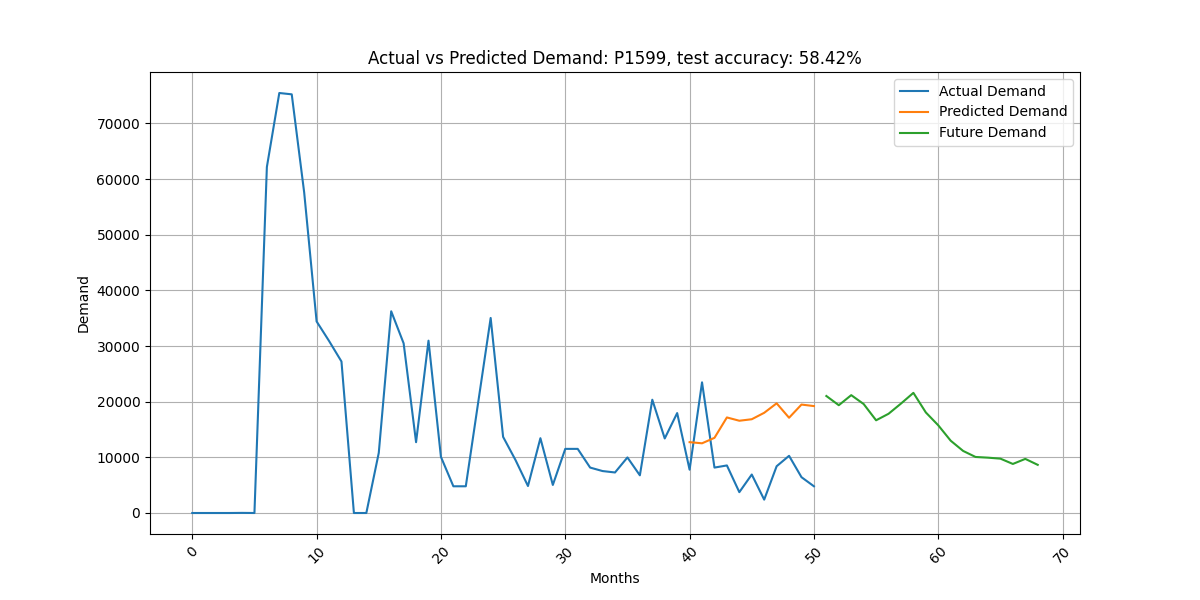 Actual vs Predicted Demand: P1599, test accuracy: 58.42%
Actual Demand
Predicted Demand
Future Demand
Demand
70000
60000
50000
40000
30000
20000
10000
0
0
10
20
30
40
50
60
70
Months